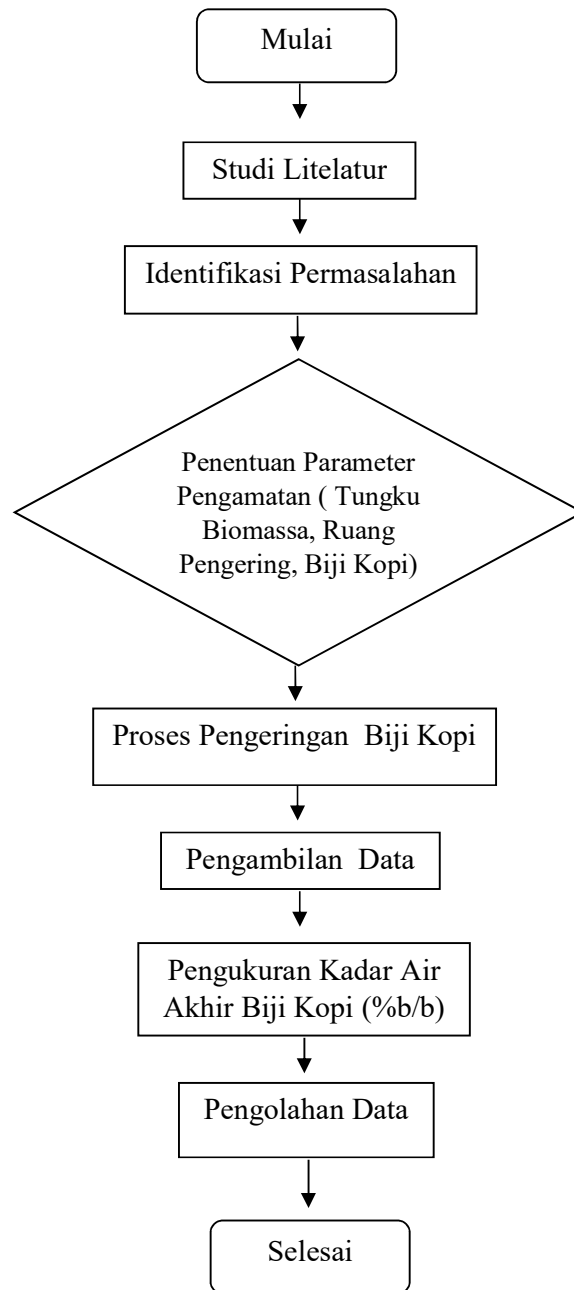 Mulai
Studi Litelatur
Identifikasi Permasalahan
Penentuan Parameter
Pengamatan ( Tungku
Biomassa, Ruang
Pengering, Biji Kopi)
Proses Pengeringan  Biji Kopi
Pengambilan  Data
Pengukuran Kadar Air
Akhir Biji Kopi (%b/b)
Pengolahan Data
Selesai